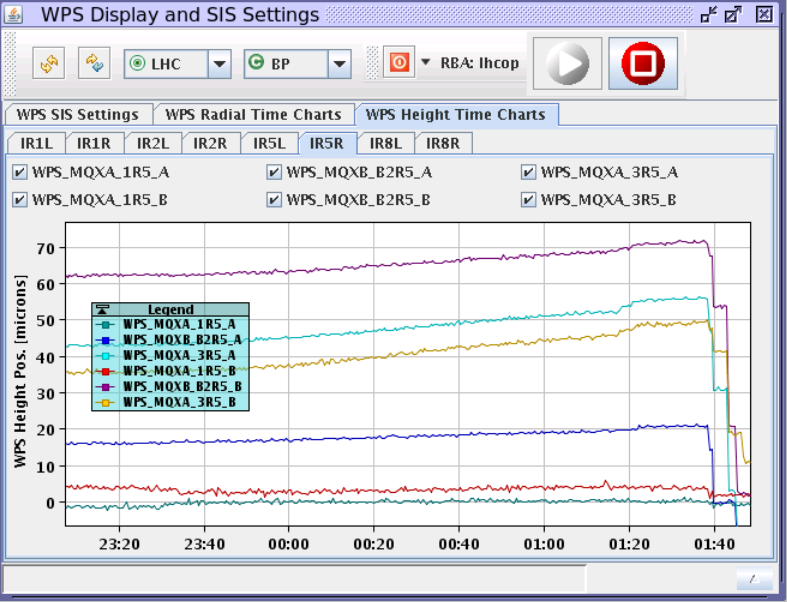 WPS Display and SIS Settings
LHC BP RBA: lhcop
WPS SIS Settings WPS Radial Time Charts WPS Height Time Charts
IR1L IR1R IR2L IR2R IR5L IR5R IR8L IR8R
WPS_MQXA_1R5_A WPS_MQXB_B2R5_A WPS_MQXA_3R5_A
WPS_MQXA_1R5_B WPS_MQXB_B2R5_B WPS_MQXA_3R5_B
WPS Height Pos. [microns]
70
60
50
40
30
20
10
0
Legend
WPS_MQXA_1R5_A
WPS_MQXB_B2R5_A
WPS_MQXA_3R5_A
WPS_MQXA_1R5_B
WPS_MQXB_B2R5_B
WPS_MQXA_3R5_B
23:20 23:40 00:00 00:20 00:40 01:00 01:20 01:40